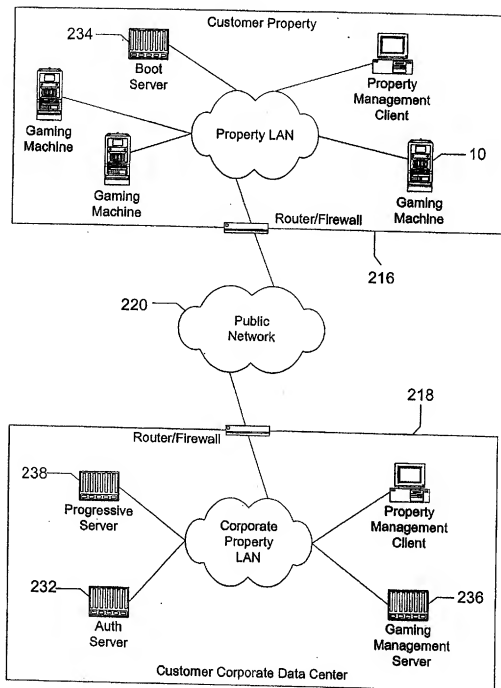 Customer Property
234
Boot
Server
Property
Management
Client
Gaming
Machine
Property LAN
Gaming
Machine
10
Gaming
Machine
Router/Firewall
216
220
Public
Network
218
Router/Firewall
238
Progressive
Server
Corporate
Property
LAN
Property
Management
Client
232
Auth
Server
236
Gaming
Management
Server
Customer Corporate Data Center